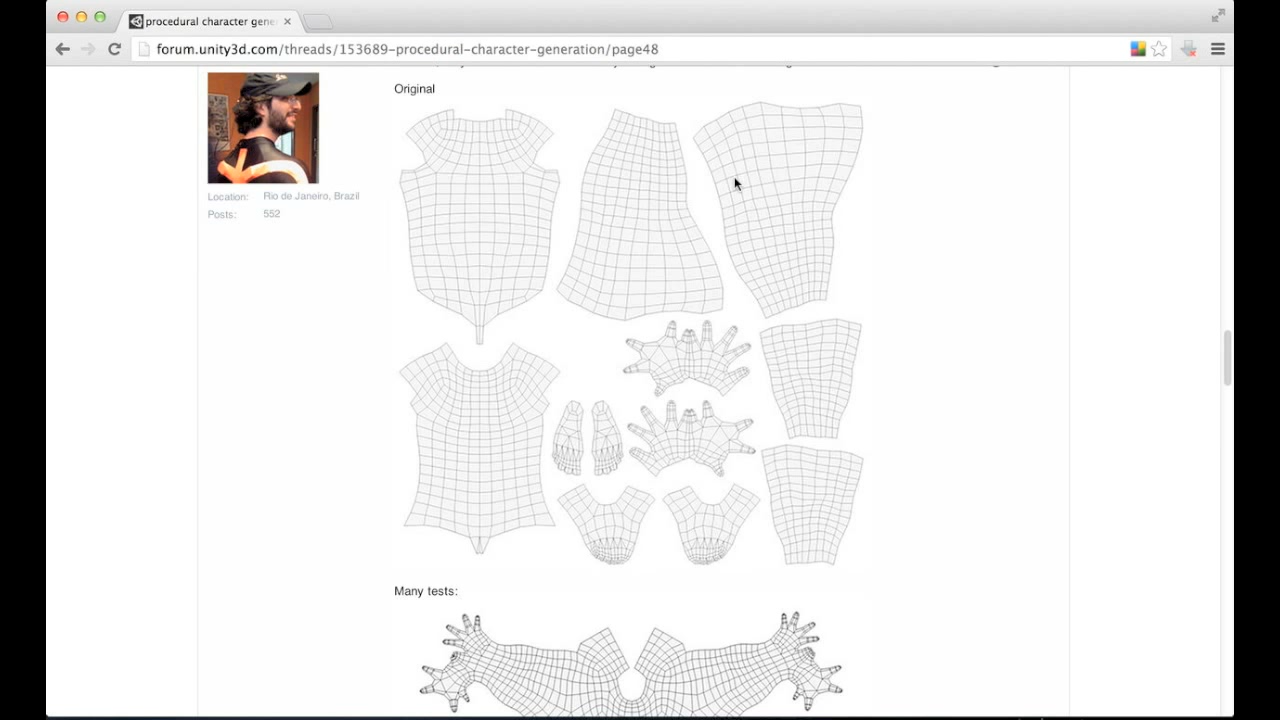 procedural character gene
forum.unity3d.com/threads/153689-procedural-character-generation/page48
Original
Location: Rio de Janeiro, Brazil
Posts: 552
Many tests: